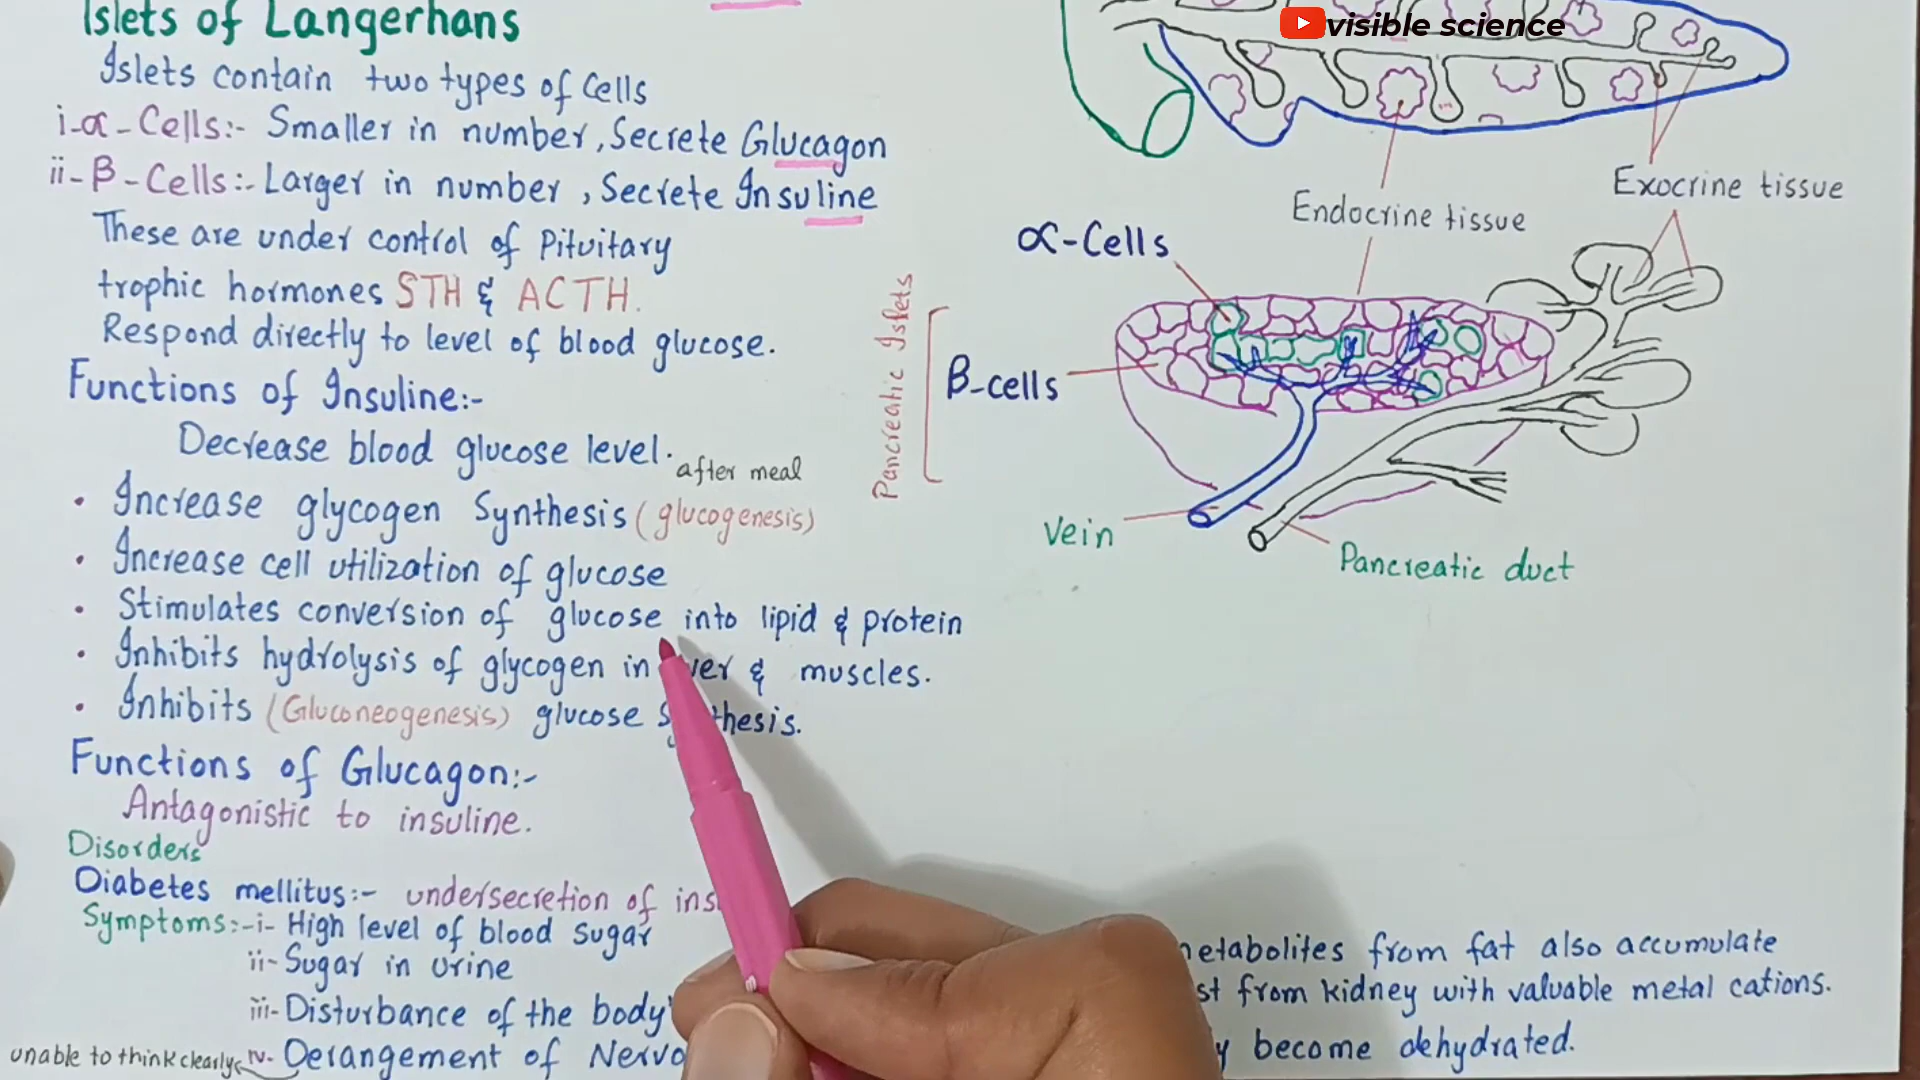 Islets of Langerhans
Islets contain two types of Cells
i-α-Cells:- Smaller in number, Secrete Glucagon
ii-β-Cells:- Larger in number, Secrete Insuline
These are under control of Pituitary
trophic hormones STH & ACTH.
Respond directly to level of blood glucose.
Functions of Insuline:-
Decrease blood glucose level. after meal
• Increase glycogen Synthesis (glucogenesis)
• Increase cell utilization of glucose
• Stimulates conversion of glucose into lipid & protein
• Inhibits hydrolysis of glycogen in & muscles.
• Inhibits (Gluconeogenesis) glucose
Functions of Glucagon:-
Antagonistic to insuline.
Disorders
Diabetes mellitus:- undersecretion of
Symptoms:-i- High level of blood sugar
ii- Sugar in urine
iii- Disturbance of the body'
unable to think clearly iv- Derangement of
visible science
Exocrine tissue
Endocrine tissue
α-Cells
Pancreatic Islets
β-cells
Vein
Pancreatic duct
from fat also accumulate
from kidney with valuable metal cations.
become dehydrated.